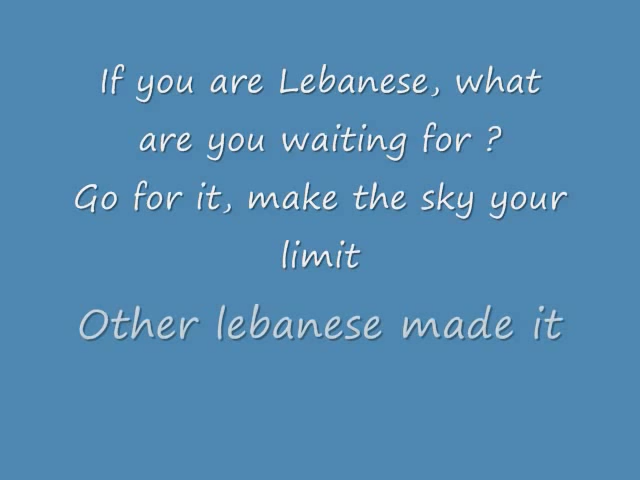 If you are Lebanese, what
are you waiting for ?
Go for it, make the sky your
limit
Other lebanese made it